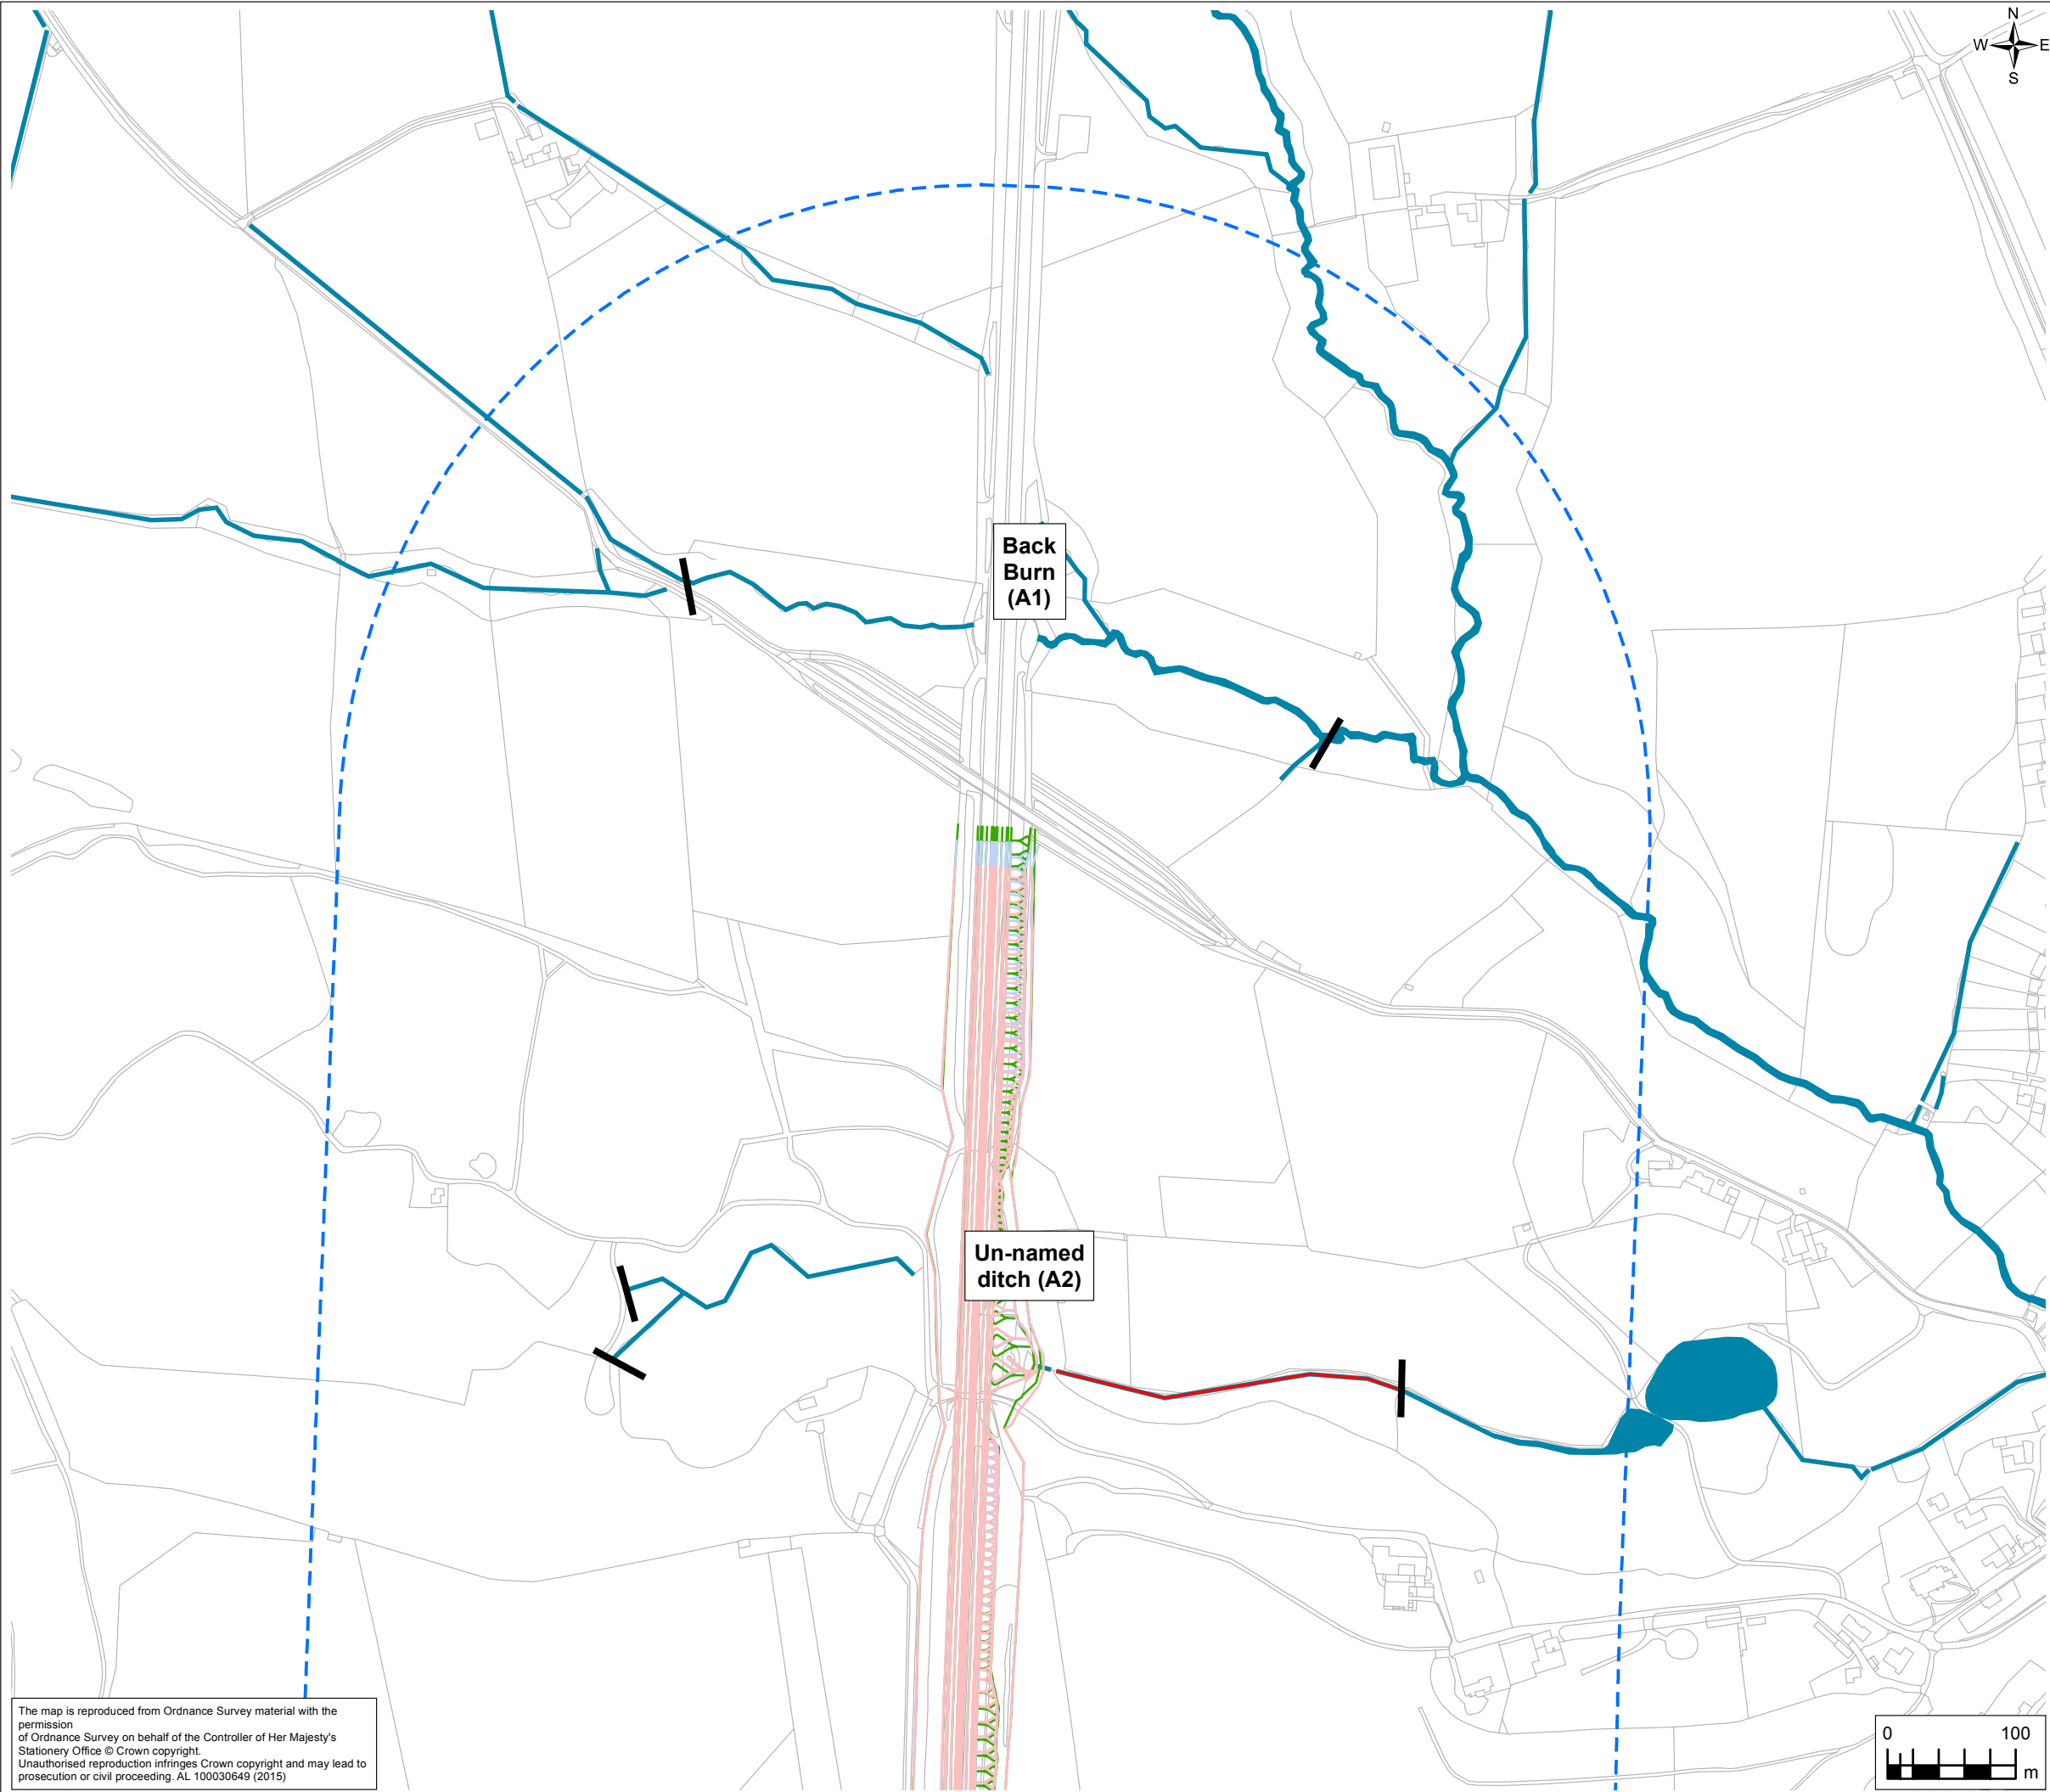 N
W E
S
Back
Burn
(A1)
Un-named
ditch (A2)
The map is reproduced from Ordnance Survey material with the
permission
of Ordnance Survey on behalf of the Controller of Her Majesty's
Stationery Office © Crown copyright.
Unauthorised reproduction infringes Crown copyright and may lead to
prosecution or civil proceeding. AL 100030649 (2015)
0 100
m